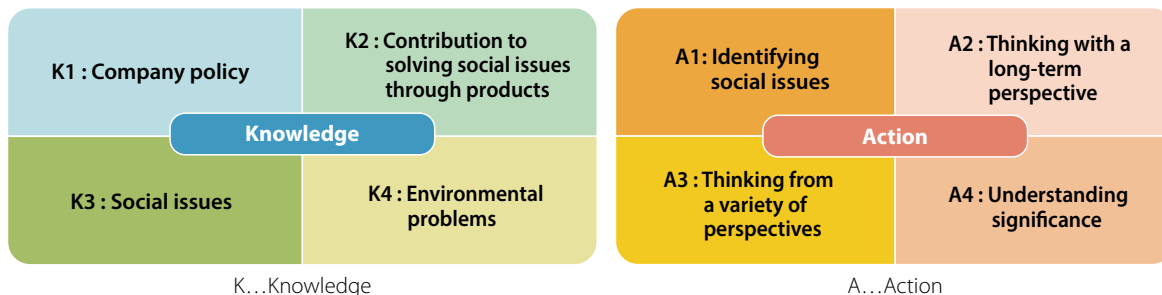 K1 : Company policy
K2 : Contribution to
solving social issues
through products
Knowledge
K3 : Social issues
K4 : Environmental
problems
K…Knowledge
A1: Identifying
social issues
A2 : Thinking with a
long-term
perspective
Action
A3 : Thinking from
a variety of
perspectives
A4 : Understanding
significance
A…Action